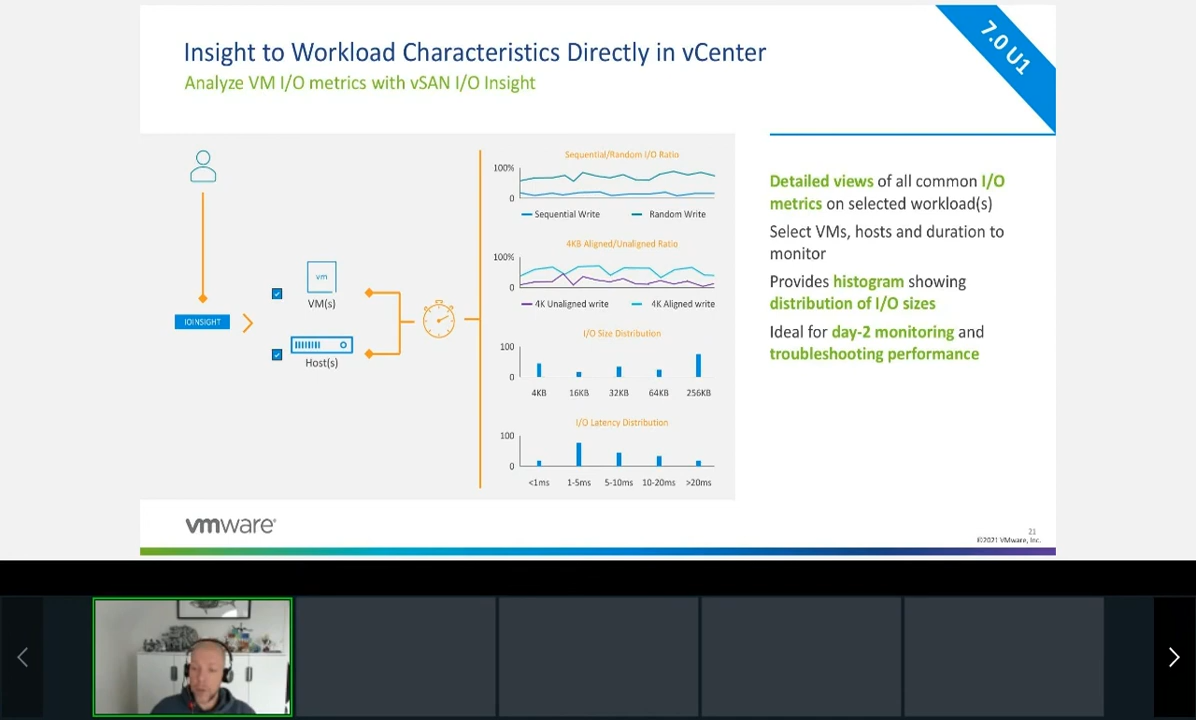 Insight to Workload Characteristics Directly in vCenter
Analyze VM I/O metrics with vSAN I/O Insight
7.0 U1
IOINSIGHT
vm
VM(s)
Host(s)
Sequential/Random I/O Ratio
100%
0
Sequential Write
Random Write
4KB Aligned/Unaligned Ratio
100%
0
4K Unaligned write
4K Aligned write
I/O Size Distribution
100
0
4KB 16KB 32KB 64KB 256KB
I/O Latency Distribution
100
0
<1ms 1-5ms 5-10ms 10-20ms >20ms
Detailed views of all common I/O
metrics on selected workload(s)
Select VMs, hosts and duration to
monitor
Provides histogram showing
distribution of I/O sizes
Ideal for day-2 monitoring and
troubleshooting performance
vmware®
21
©2021 VMware, Inc.